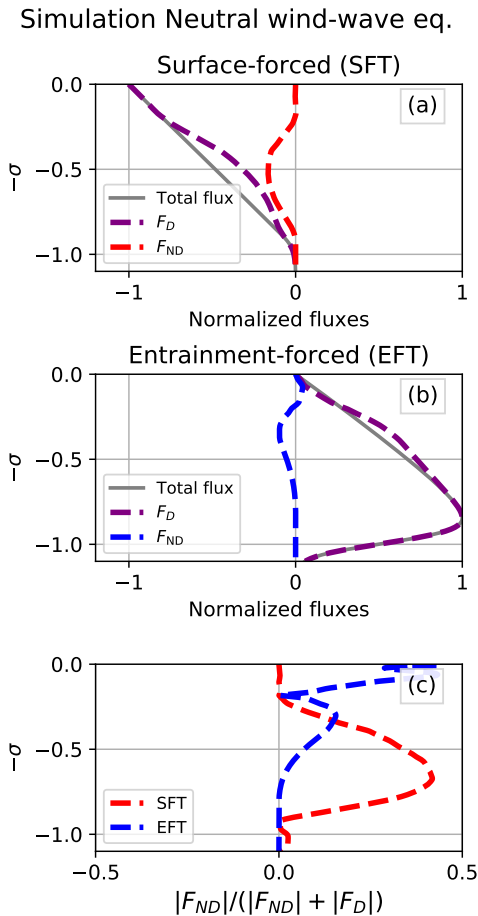 Simulation Neutral wind-wave eq.
Surface-forced (SFT)
(a)
0.0
−0.5
−1.0
−σ
Total flux
F_D
F_ND
−1 0 1
Normalized fluxes
Entrainment-forced (EFT)
(b)
0.0
−0.5
−1.0
−σ
Total flux
F_D
F_ND
−1 0 1
Normalized fluxes
(c)
0.0
−0.5
−1.0
−σ
SFT
EFT
−0.5 0.0 0.5
|F_ND|/(|F_ND| + |F_D|)